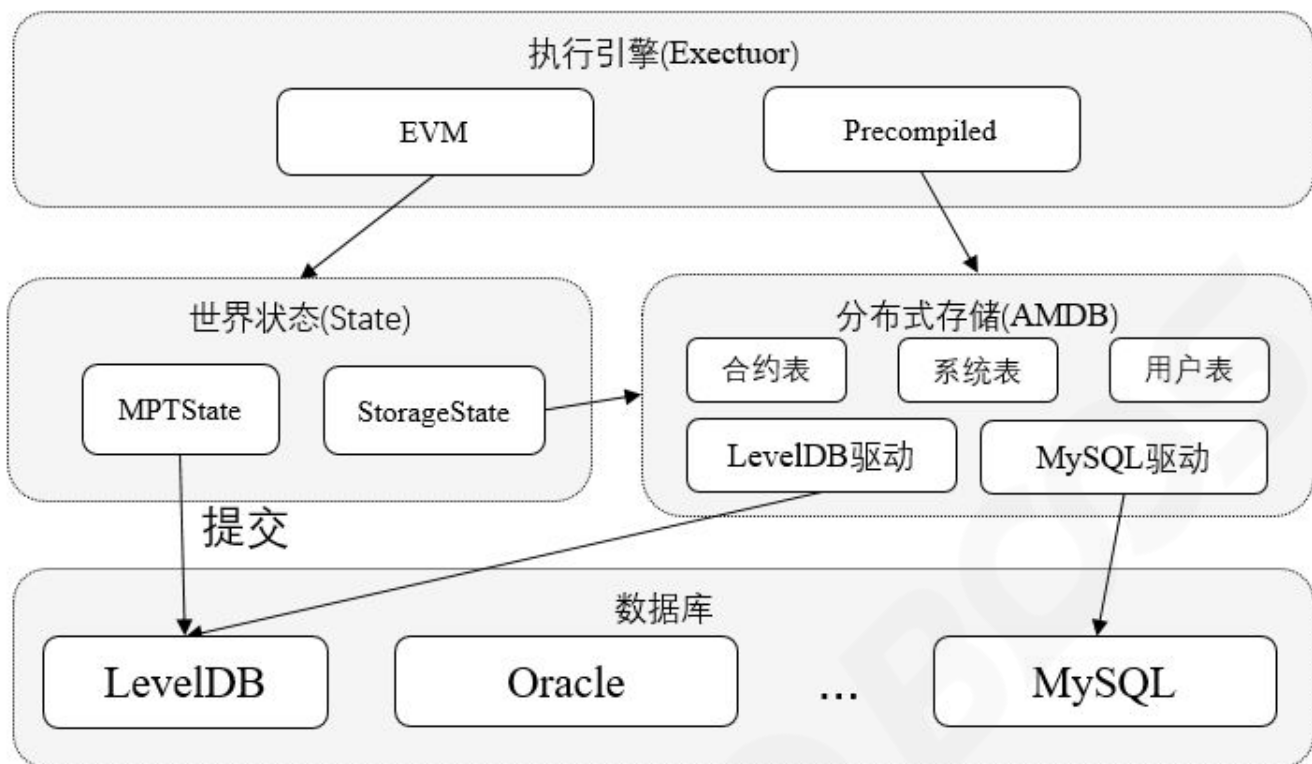 执行引擎(Exectuor)
EVM
Precompiled
世界状态(State)
MPTState
StorageState
分布式存储(AMDB)
合约表
系统表
用户表
LevelDB驱动
MySQL驱动
提交
数据库
LevelDB
Oracle
...
MySQL